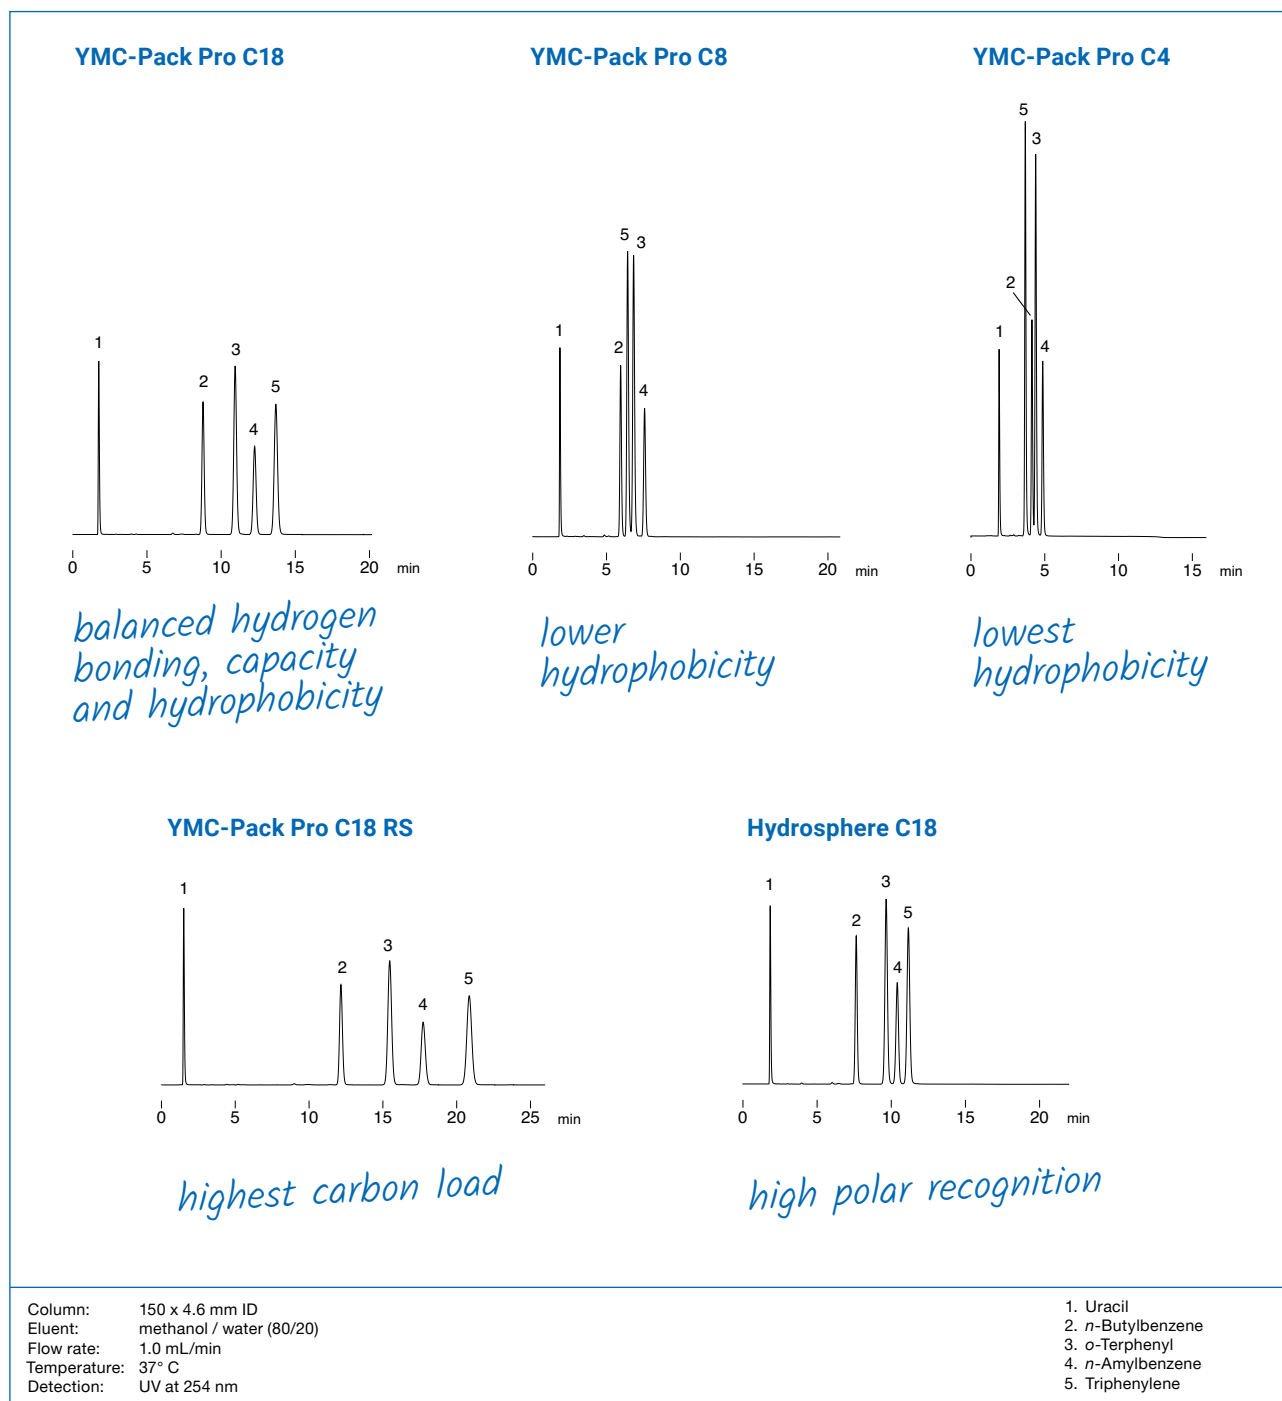 YMC-Pack Pro C18
YMC-Pack Pro C8
YMC-Pack Pro C4
1
2
3
4
5
0 5 10 15 20 min
1
2
5
3
4
0 5 10 15 20 min
1
5
2
3
4
0 5 10 15 min
balanced hydrogen
bonding, capacity
and hydrophobicity
lower
hydrophobicity
lowest
hydrophobicity
YMC-Pack Pro C18 RS
Hydrosphere C18
1
2
3
4
5
0 5 10 15 20 25 min
1
2
3
4
5
0 5 10 15 20 min
highest carbon load
high polar recognition
Column: 150 x 4.6 mm ID
Eluent: methanol / water (80/20)
Flow rate: 1.0 mL/min
Temperature: 37° C
Detection: UV at 254 nm
1. Uracil
2. n-Butylbenzene
3. o-Terphenyl
4. n-Amylbenzene
5. Triphenylene